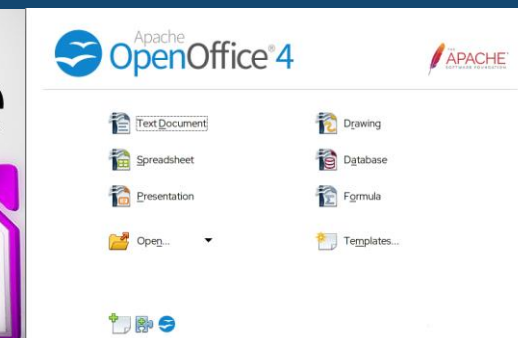 Apache
OpenOffice® 4
THE
APACHE®
SOFTWARE FOUNDATION
Text Document
Drawing
Spreadsheet
Database
Presentation
Formula
Open...
Templates...